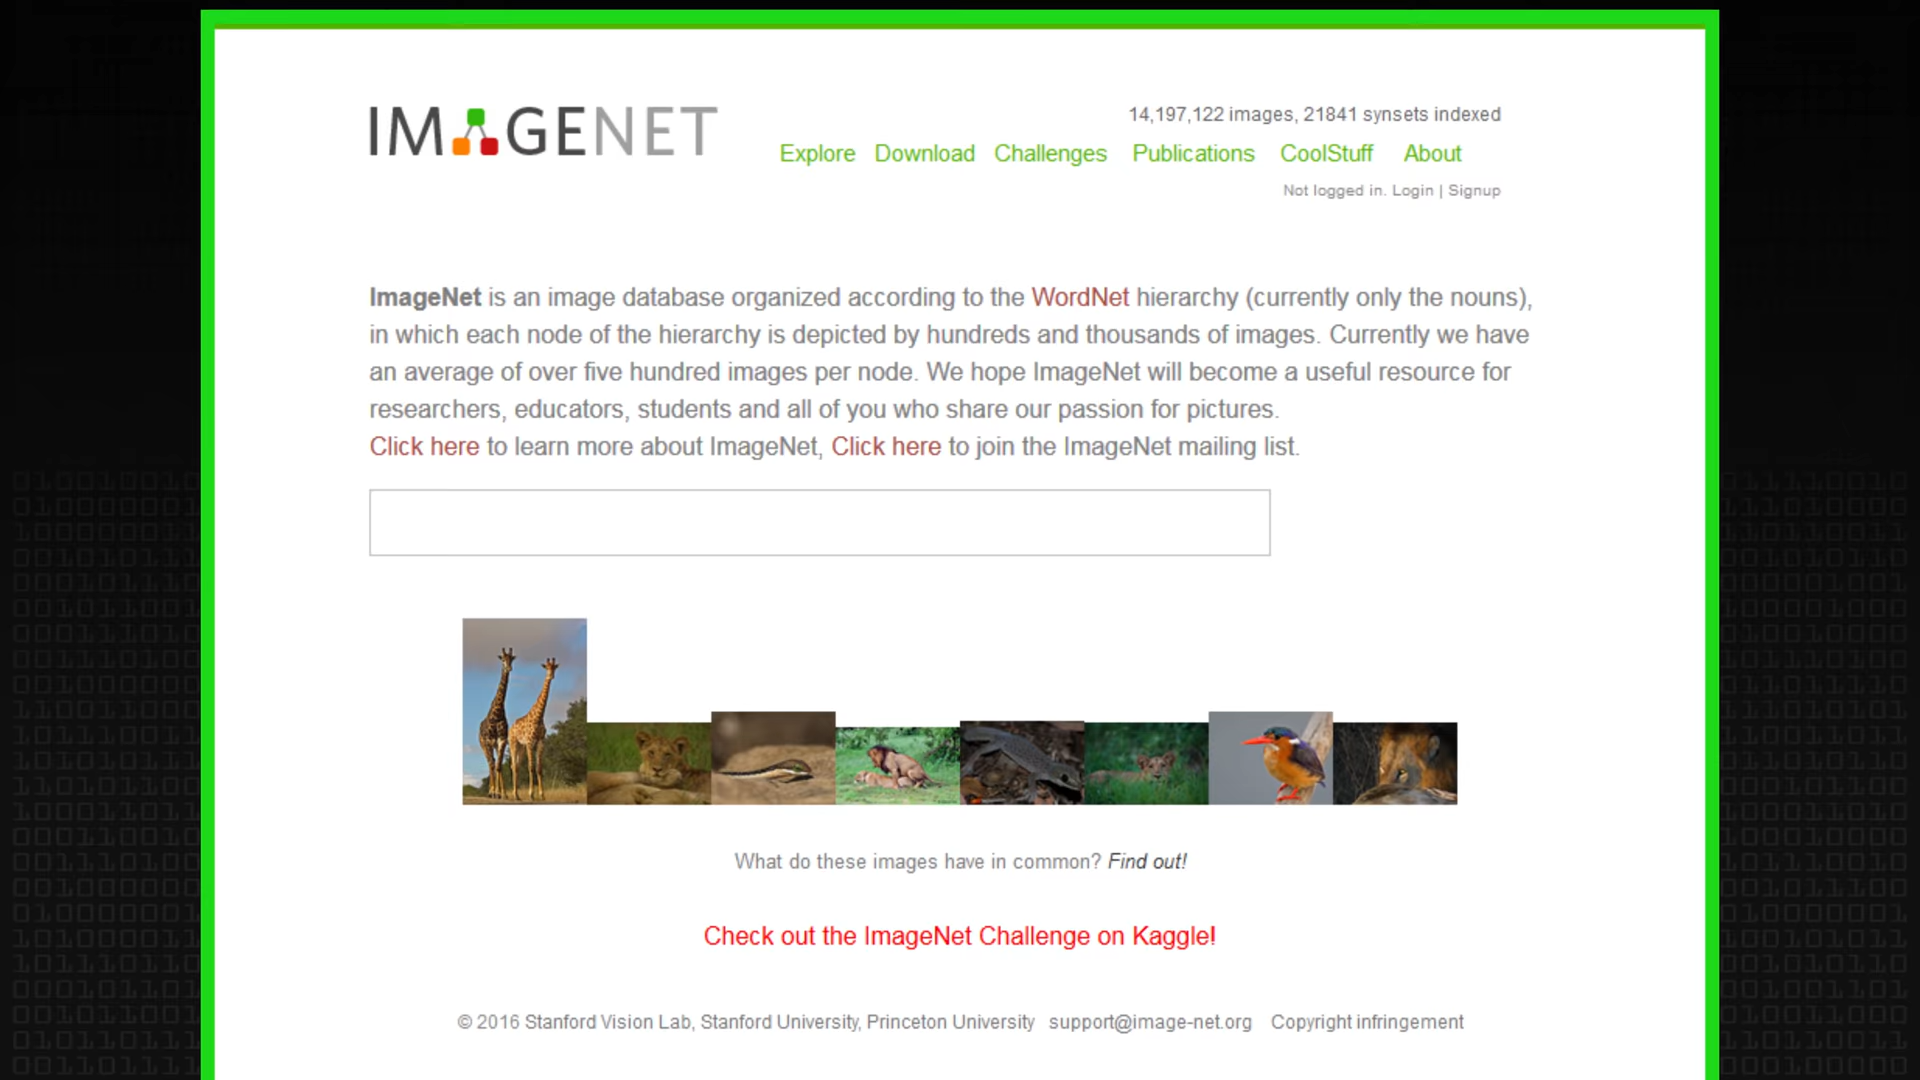 IMAGENET
14,197,122 images, 21841 synsets indexed
Explore Download Challenges Publications CoolStuff About
Not logged in. Login | Signup
ImageNet is an image database organized according to the WordNet hierarchy (currently only the nouns),
in which each node of the hierarchy is depicted by hundreds and thousands of images. Currently we have
an average of over five hundred images per node. We hope ImageNet will become a useful resource for
researchers, educators, students and all of you who share our passion for pictures.
Click here to learn more about ImageNet, Click here to join the ImageNet mailing list.
What do these images have in common? Find out!
Check out the ImageNet Challenge on Kaggle!
© 2016 Stanford Vision Lab, Stanford University, Princeton University support@image-net.org Copyright infringement